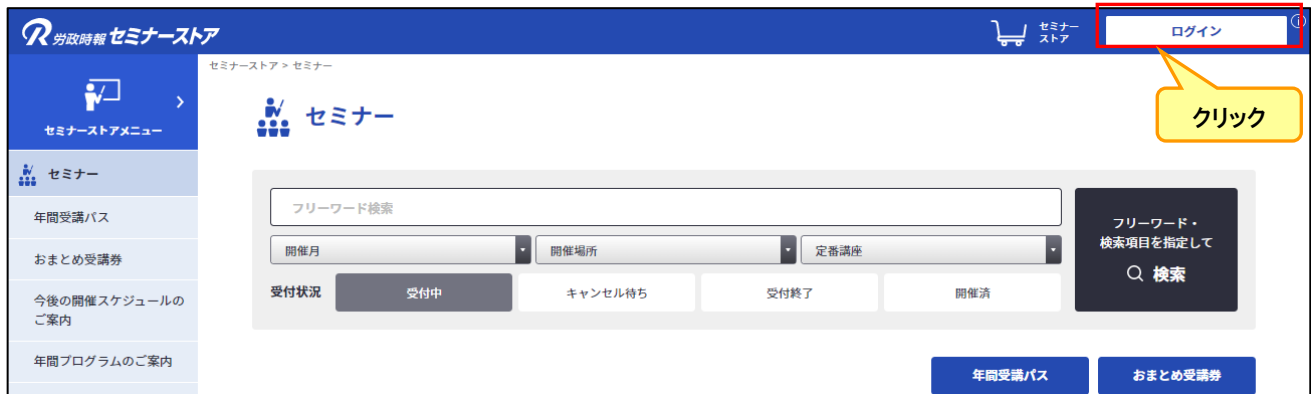 R 労政時報 セミナーストア
セミナー
ストア
ログイン
クリック
セミナーストアメニュー
セミナーストア > セミナー
セミナー
セミナー
年間受講パス
おまとめ受講券
今後の開催スケジュールの
ご案内
年間プログラムのご案内
フリーワード検索
開催月
開催場所
定番講座
受付状況
受付中
キャンセル待ち
受付終了
開催済
フリーワード・
検索項目を指定して
検索
年間受講パス
おまとめ受講券